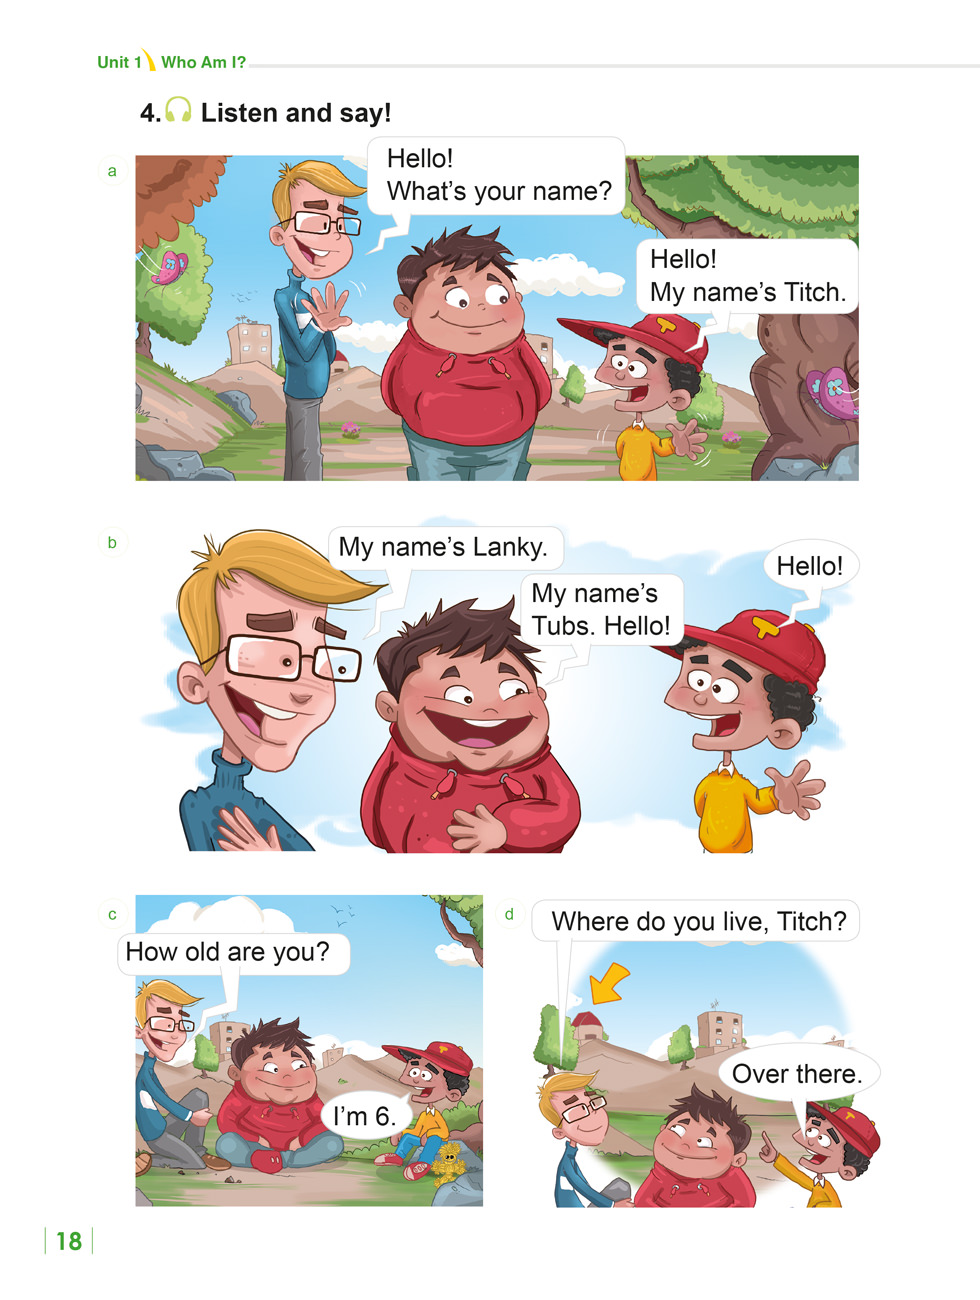 Unit 1 Who Am I?
4. Listen and say!
a
Hello!
What's your name?
Hello!
My name's Titch.
b
My name's Lanky.
My name's
Tubs. Hello!
Hello!
c
How old are you?
I'm 6.
d
Where do you live, Titch?
Over there.
18